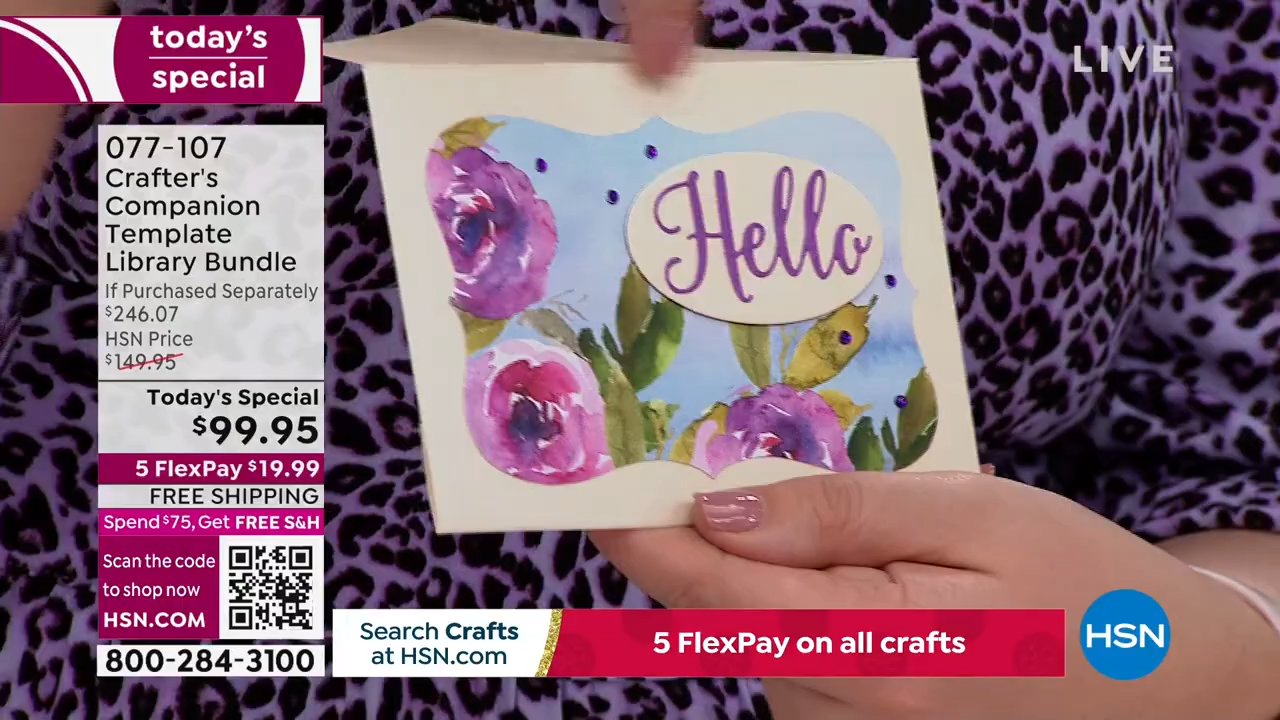 today's
special
LIVE
077-107
Crafter's
Companion
Template
Library Bundle
If Purchased Separately
$246.07
HSN Price
$149.95
Today's Special
$99.95
5 FlexPay $19.99
FREE SHIPPING
Spend $75, Get FREE S&H
Scan the code
to shop now
HSN.COM
800-284-3100
Hello
Search Crafts
at HSN.com
5 FlexPay on all crafts
HSN